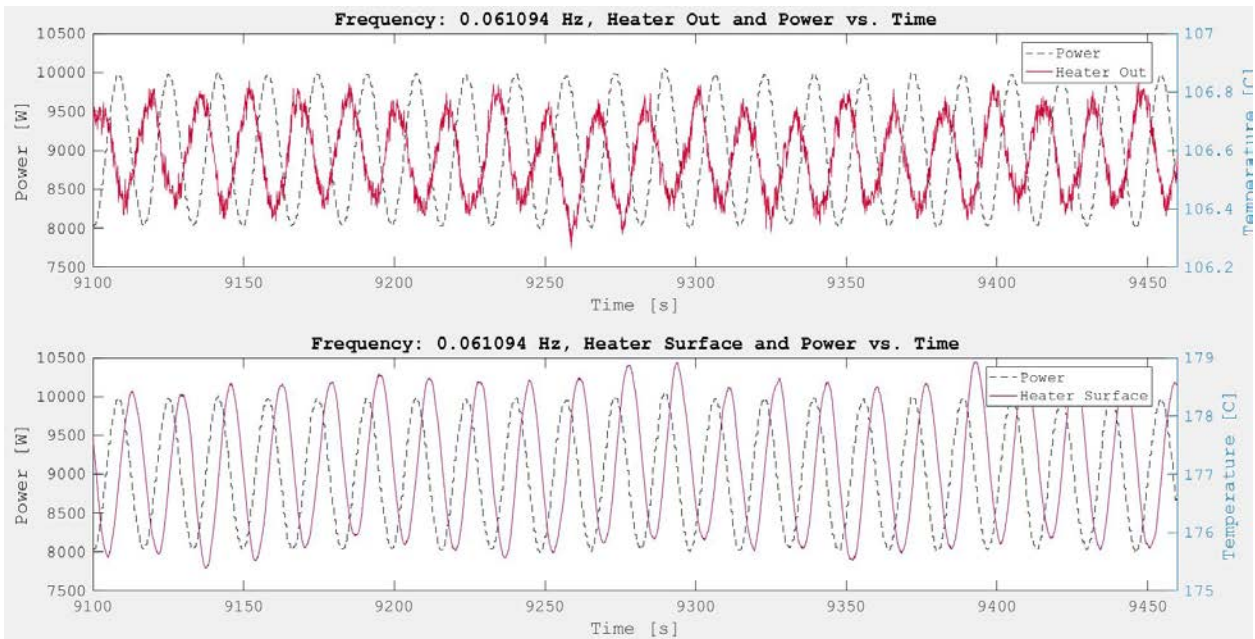 Frequency: 0.061094 Hz, Heater Out and Power vs. Time
10500
10000
9500
9000
8500
8000
7500
Power [W]
107
106.8
106.6
106.4
106.2
Temperature [C]
Power
Heater Out
9100 9150 9200 9250 9300 9350 9400 9450
Time [s]
Frequency: 0.061094 Hz, Heater Surface and Power vs. Time
10500
10000
9500
9000
8500
8000
7500
Power [W]
179
178
177
176
175
Temperature [C]
Power
Heater Surface
9100 9150 9200 9250 9300 9350 9400 9450
Time [s]